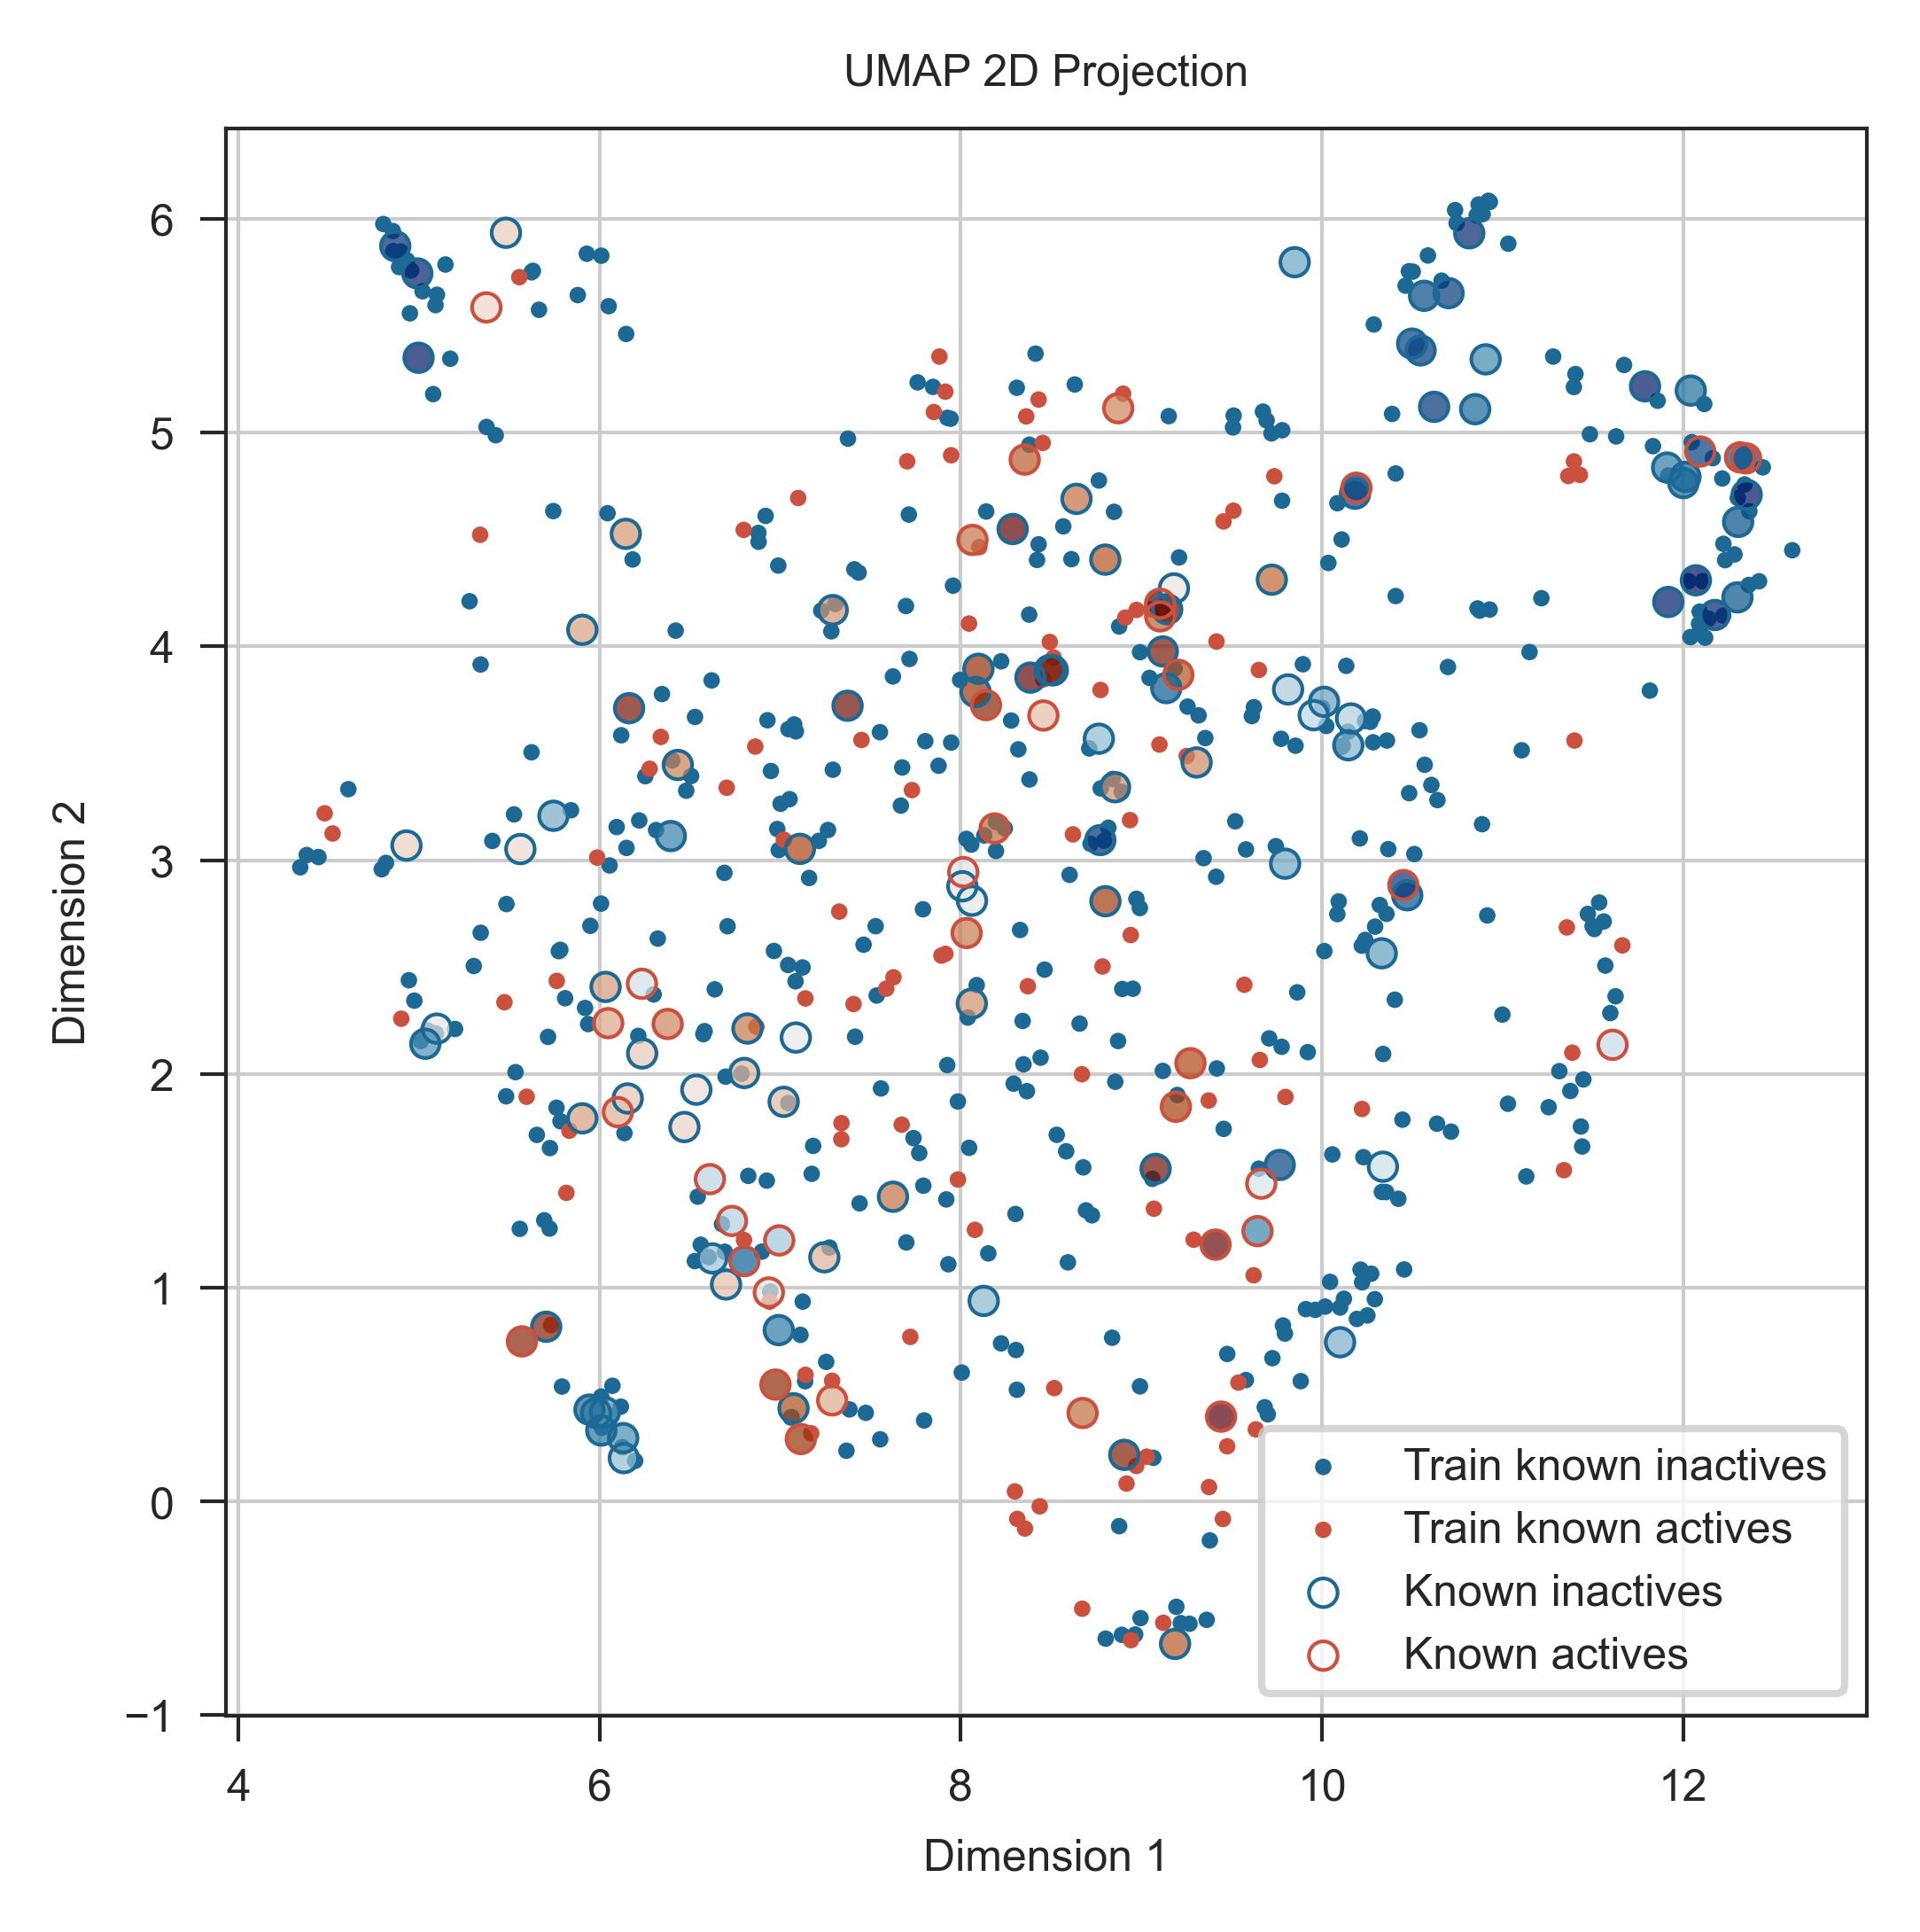 UMAP 2D Projection
6
5
4
3
2
1
0
−1
Dimension 2
4
6
8
10
12
Dimension 1
Train known inactives
Train known actives
Known inactives
Known actives